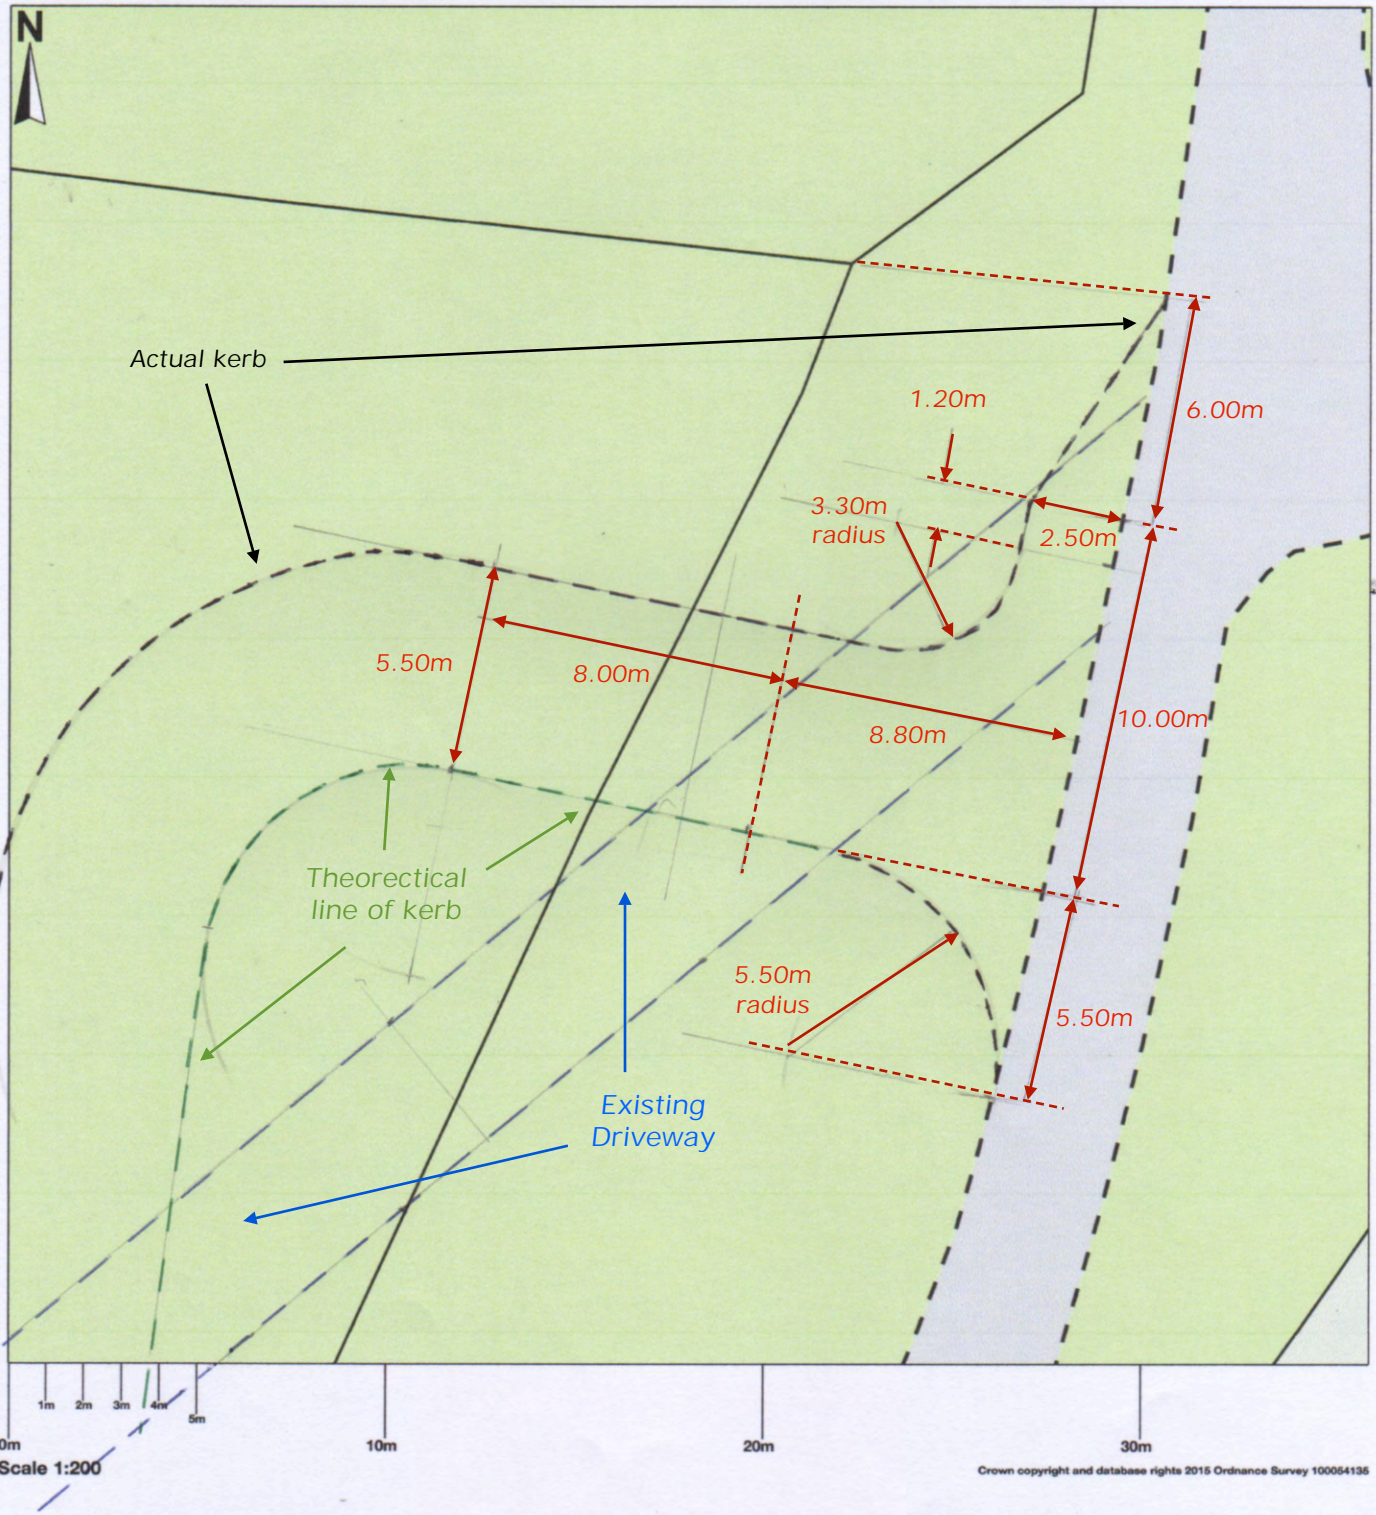 N
Actual kerb
1.20m
6.00m
3.30m
radius
2.50m
5.50m
8.00m
10.00m
8.80m
Theorectical
line of kerb
5.50m
radius
5.50m
Existing
Driveway
1m 2m 3m 4m
5m
0m 10m 20m 30m
Scale 1:200
Crown copyright and database rights 2015 Ordnance Survey 100054135